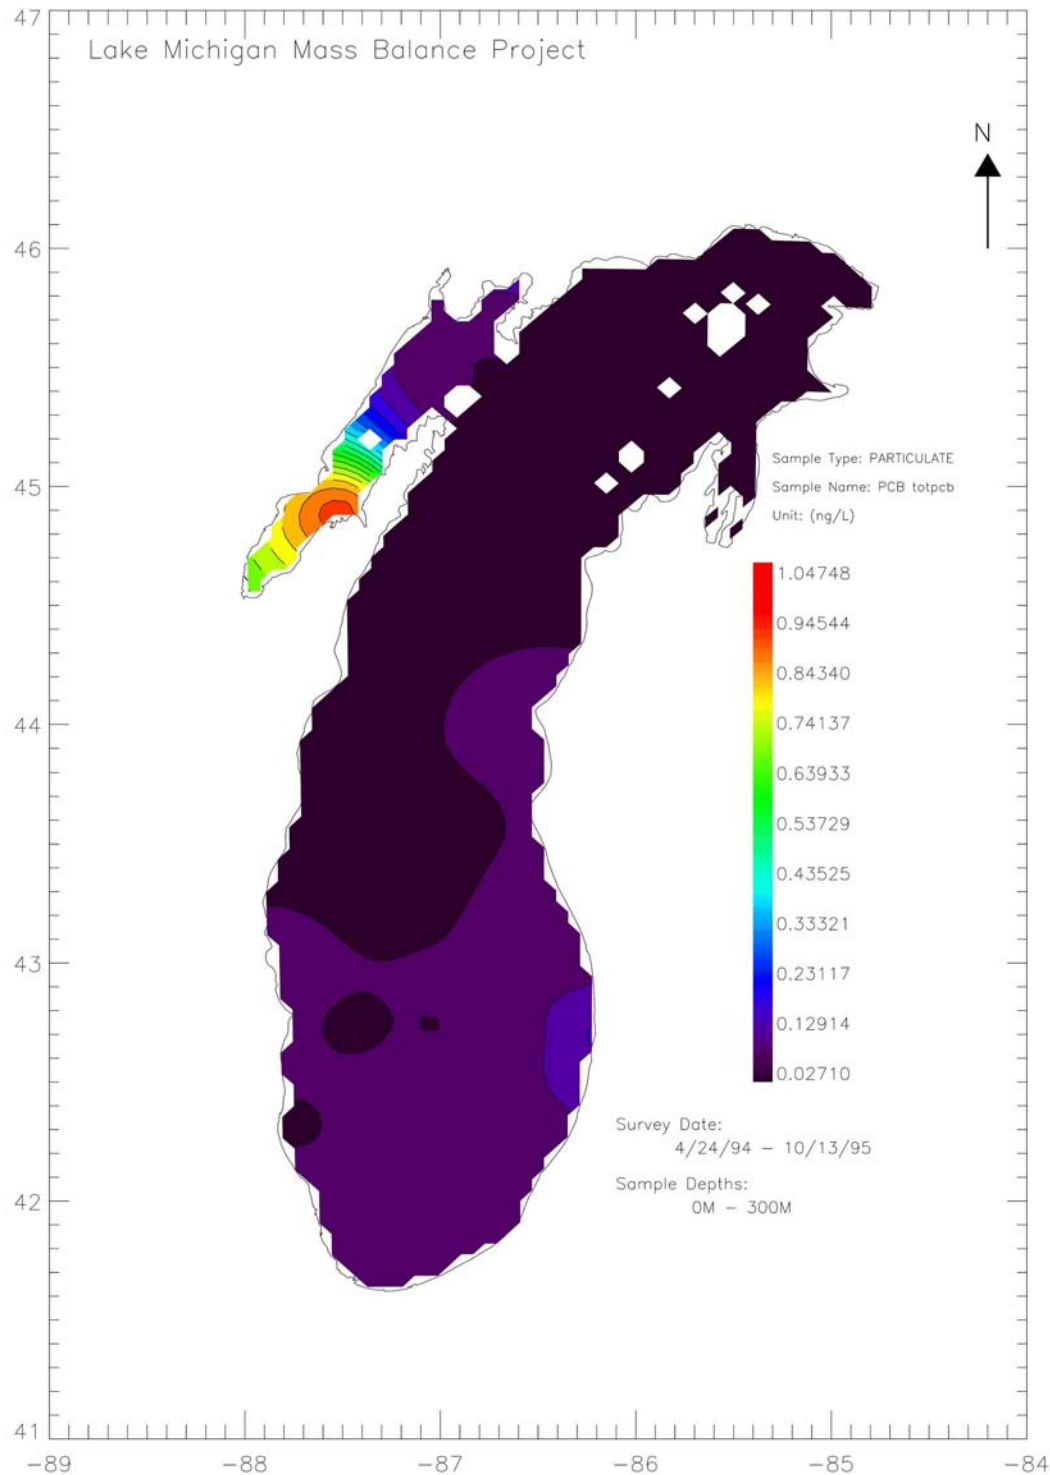 47
Lake Michigan Mass Balance Project
N
46
45
Sample Type: PARTICULATE
Sample Name: PCB totpcb
Unit: (ng/L)
1.04748
0.94544
0.84340
0.74137
0.63933
0.53729
0.43525
0.33321
0.23117
0.12914
0.02710
44
43
Survey Date:
4/24/94 - 10/13/95
Sample Depths:
0M - 300M
42
41
-89 -88 -87 -86 -85 -84